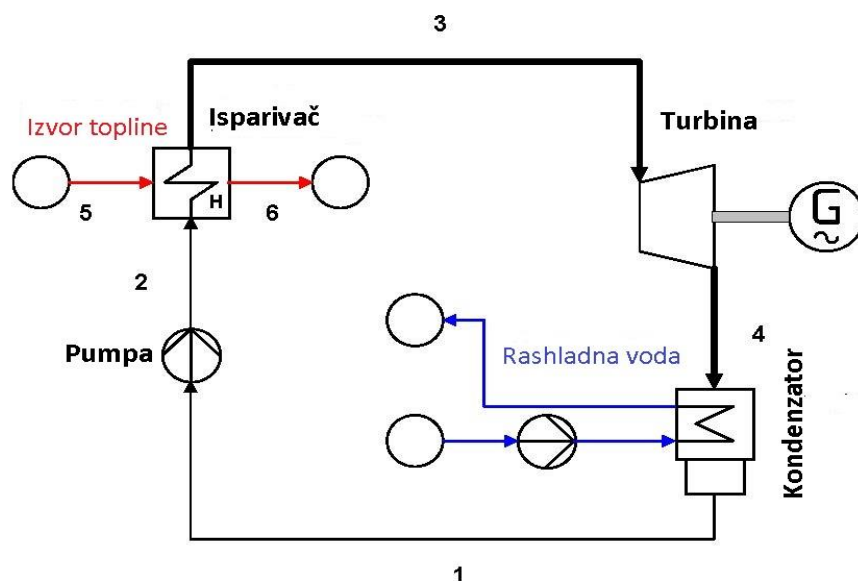 3
Isparivač
Turbina
Izvor topline
H
5
6
G
2
Pumpa
Rashladna voda
4
Kondenzator
1